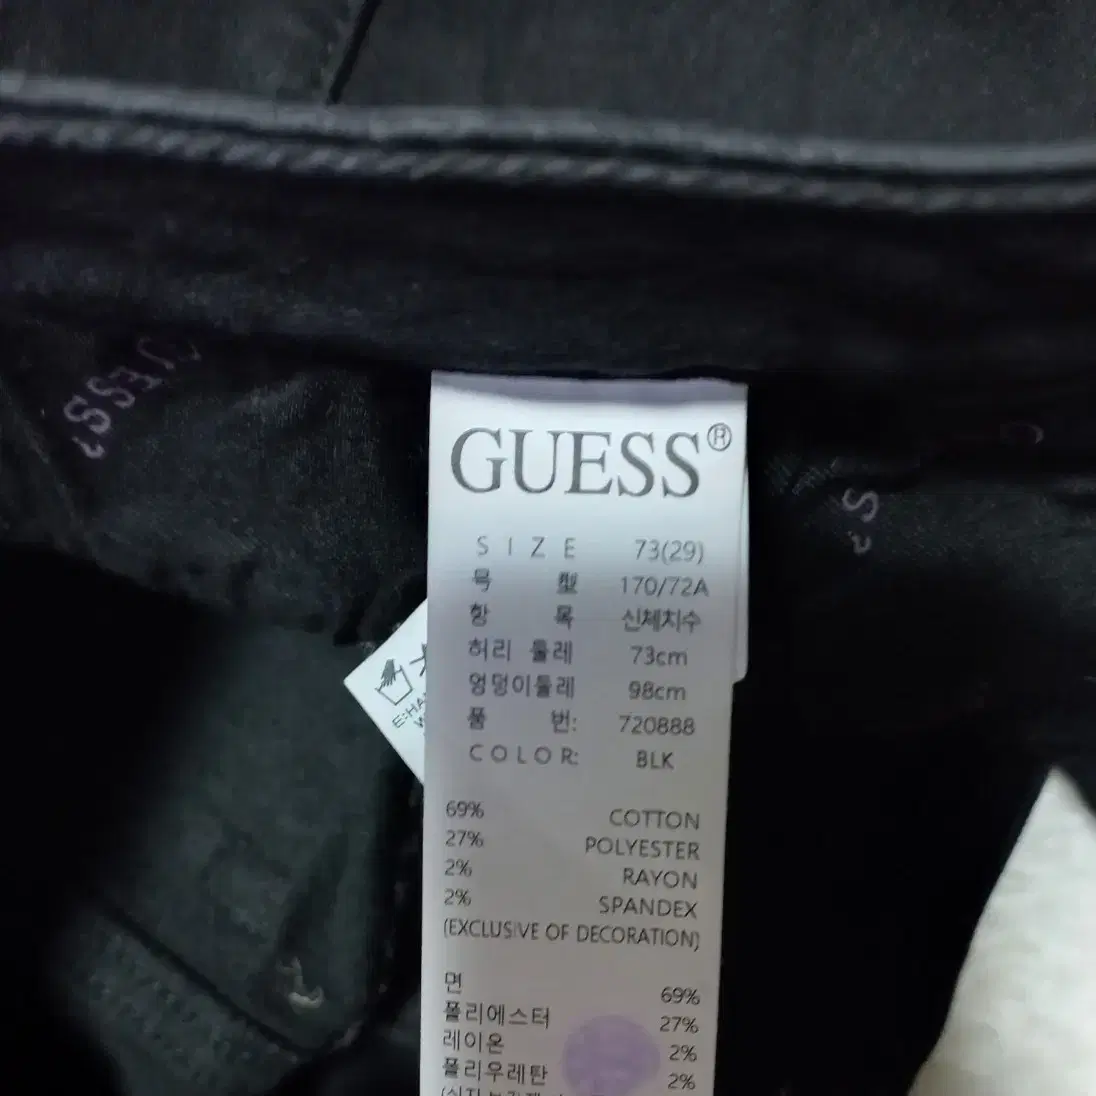 GUESS®
SIZE 73(29)
号 型 170/72A
항 목 신체치수
허리 둘레 73cm
엉덩이둘레 98cm
품 번: 720888
COLOR: BLK
69% COTTON
27% POLYESTER
2% RAYON
2% SPANDEX
(EXCLUSIVE OF DECORATION)
면 69%
폴리에스터 27%
레이온 2%
폴리우레탄 2%